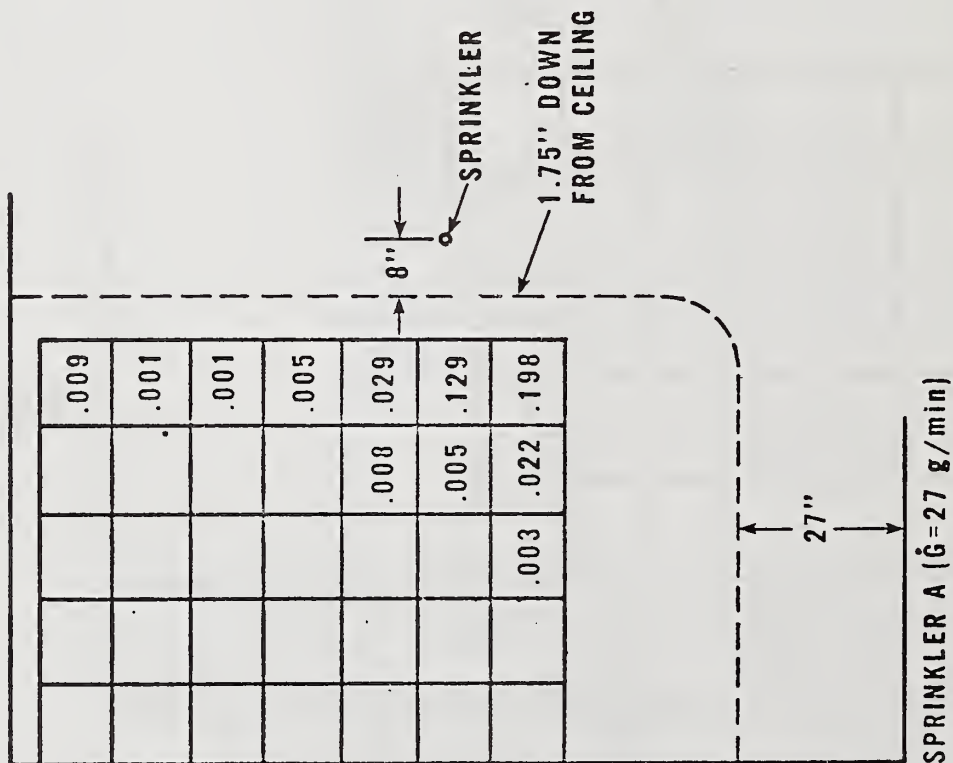 .009
.001
.001
.005
.008 .029
.005 .129
.003 .022 .198
8"
SPRINKLER
1.75" DOWN
FROM CEILING
27"
SPRINKLER A (Ġ=27 g/min)